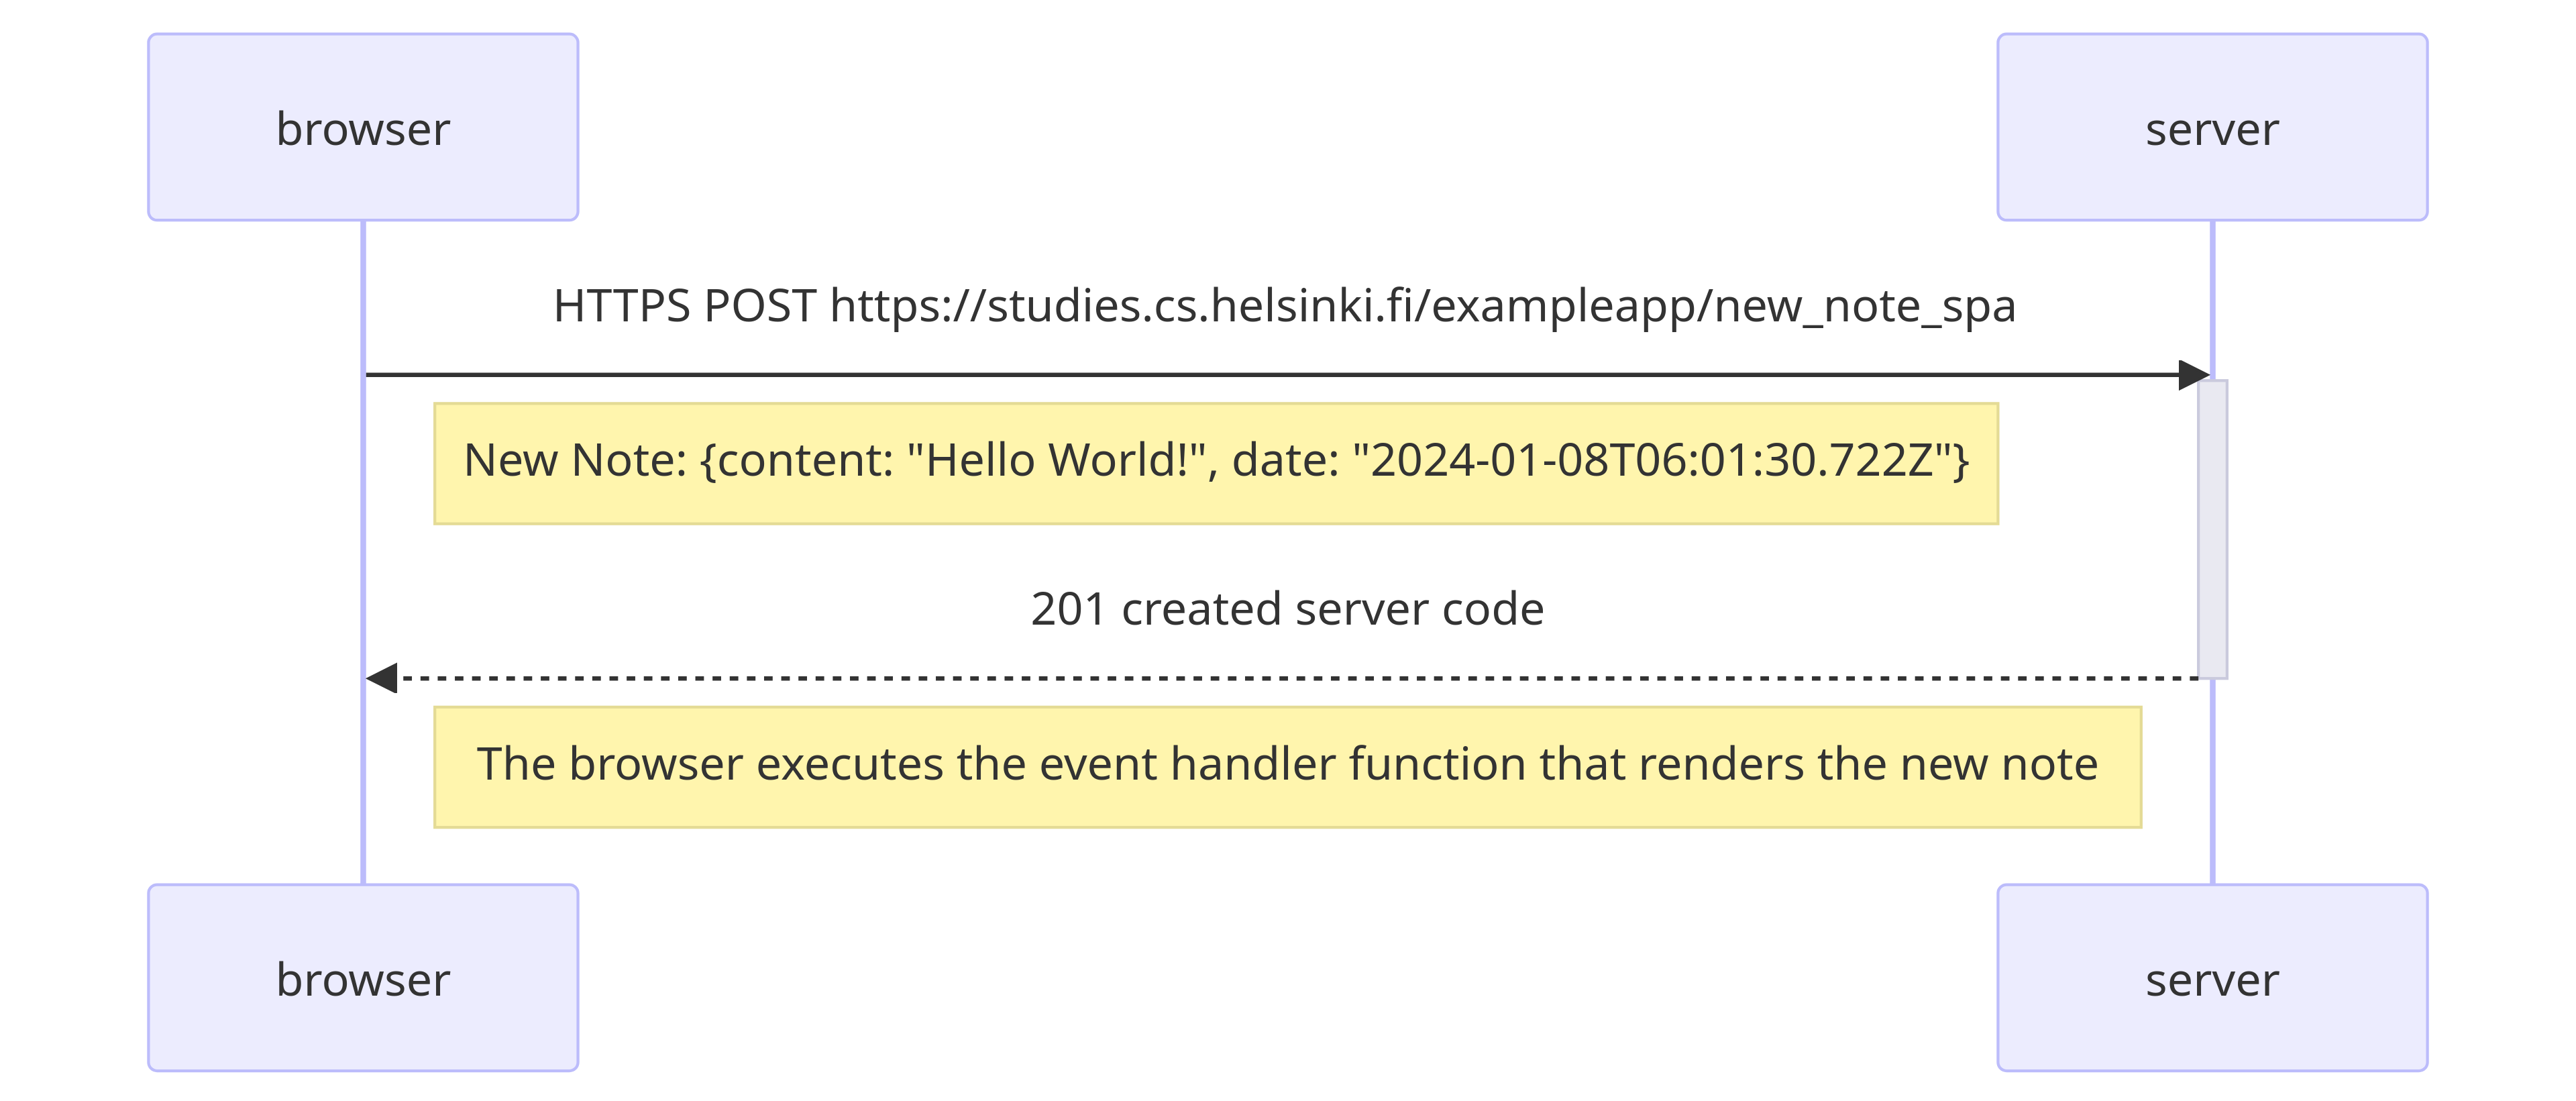 browser
server
HTTPS POST https://studies.cs.helsinki.fi/exampleapp/new_note_spa
New Note: {content: "Hello World!", date: "2024-01-08T06:01:30.722Z"}
201 created server code
The browser executes the event handler function that renders the new note
browser
server